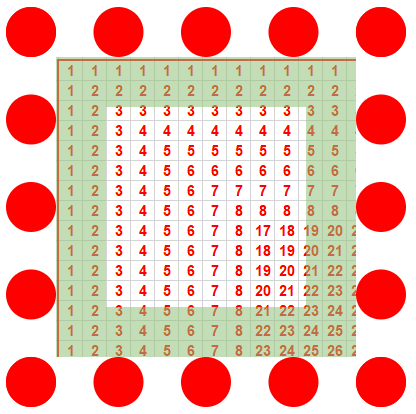 1 1 1 1 1 1 1 1 1 1 1 1
1 2 2 2 2 2 2 2 2 2 2 2
1 2 3 3 3 3 3 3 3 3 3 3
1 2 3 4 4 4 4 4 4 4 4 4
1 2 3 4 5 5 5 5 5 5 5 5
1 2 3 4 5 6 6 6 6 6 6 6
1 2 3 4 5 6 7 7 7 7 7 7
1 2 3 4 5 6 7 8 8 8 8 8
1 2 3 4 5 6 7 8 17 18 19 20
1 2 3 4 5 6 7 8 18 19 20 21
1 2 3 4 5 6 7 8 19 20 21 22
1 2 3 4 5 6 7 8 20 21 22 23
1 2 3 4 5 6 7 8 21 22 23 24
1 2 3 4 5 6 7 8 22 23 24 25
1 2 3 4 5 6 7 8 23 24 25 26